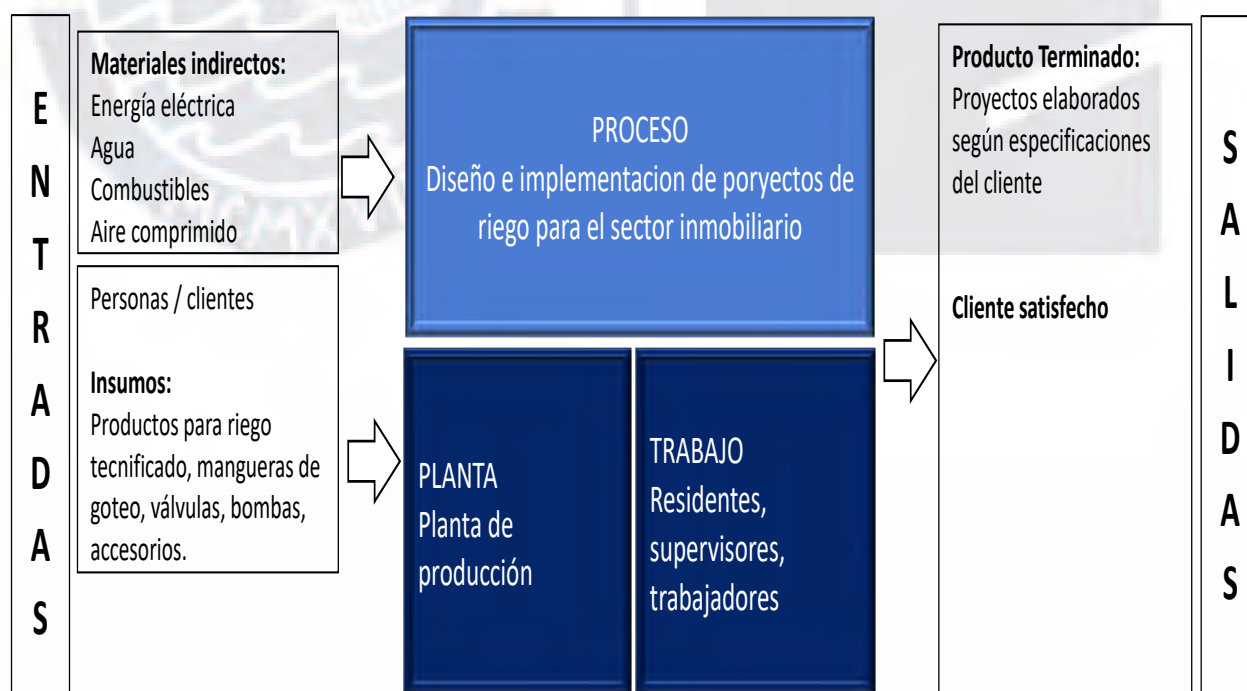 ENTRADAS
Materiales indirectos:
Energía eléctrica
Agua
Combustibles
Aire comprimido
Personas / clientes
Insumos:
Productos para riego
tecnificado, mangueras de
goteo, válvulas, bombas,
accesorios.
PROCESO
Diseño e implementacion de poryectos de
riego para el sector inmobiliario
PLANTA
Planta de
producción
TRABAJO
Residentes,
supervisores,
trabajadores
Producto Terminado:
Proyectos elaborados
según especificaciones
del cliente
Cliente satisfecho
SALIDAS